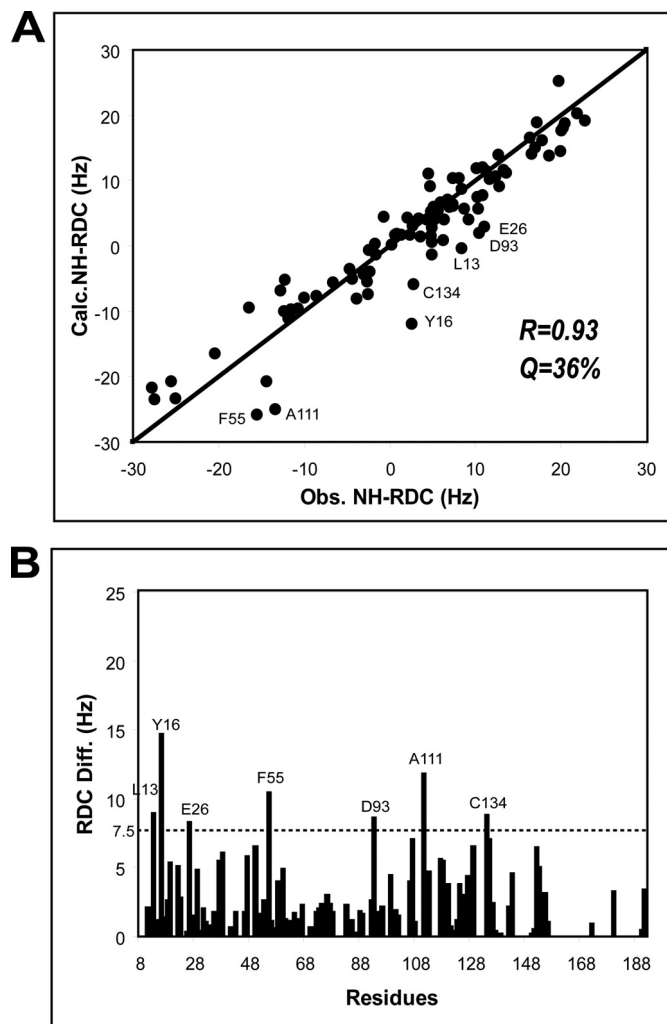 A
30
20
10
0
-10
-20
-30
Calc.NH-RDC (Hz)
E26
D93
L13
C134
Y16
R=0.93
Q=36%
F55
A111
-30 -20 -10 0 10 20 30
Obs. NH-RDC (Hz)
B
25
20
15
10
7.5
5
0
RDC Diff. (Hz)
Y16
L13
E26
F55
D93
A111
C134
8 28 48 68 88 108 128 148 168 188
Residues